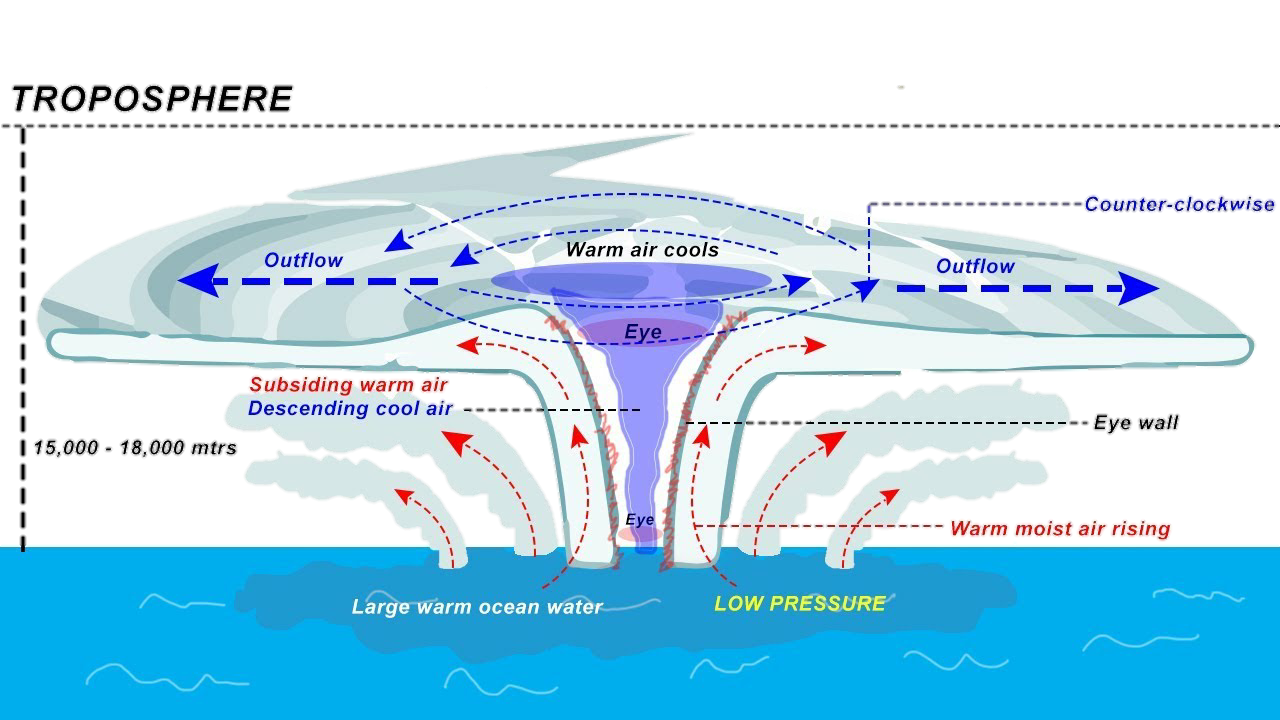 TROPOSPHERE
Counter-clockwise
Warm air cools
Outflow
Outflow
Eye
Subsiding warm air
Descending cool air
Eye wall
15,000 - 18,000 mtrs
Eye
Warm moist air rising
Large warm ocean water
LOW PRESSURE